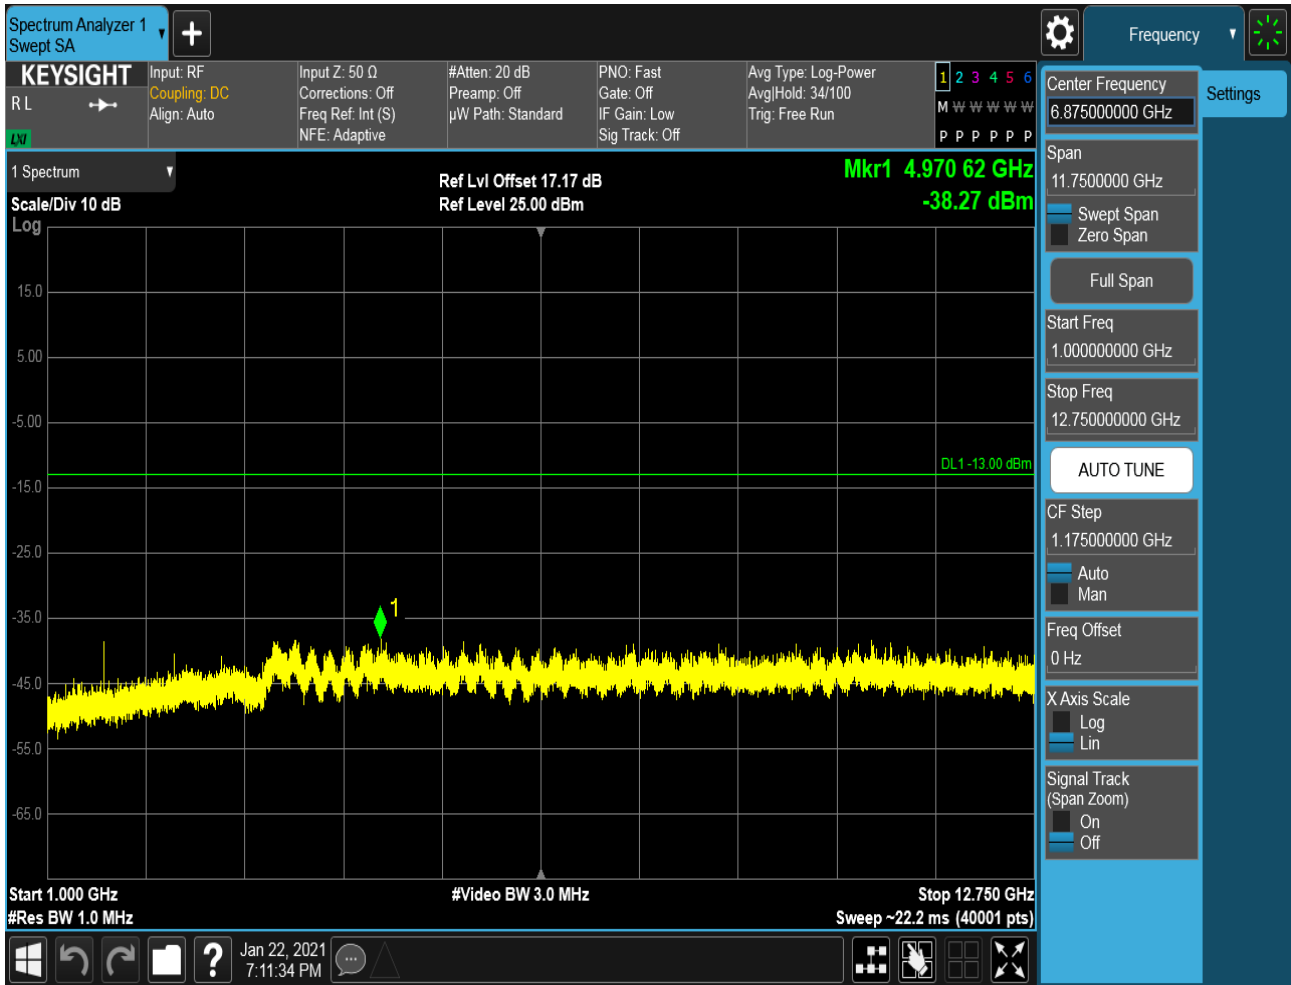 Spectrum Analyzer 1
Swept SA
Frequency
KEYSIGHT
R L
LXI
Input: RF
Coupling: DC
Align: Auto
Input Z: 50 Ω
Corrections: Off
Freq Ref: Int (S)
NFE: Adaptive
#Atten: 20 dB
Preamp: Off
µW Path: Standard
PNO: Fast
Gate: Off
IF Gain: Low
Sig Track: Off
Avg Type: Log-Power
Avg|Hold: 34/100
Trig: Free Run
1 2 3 4 5 6
M W W W W W
P P P P P P
1 Spectrum
Scale/Div 10 dB
Log
Ref Lvl Offset 17.17 dB
Ref Level 25.00 dBm
Mkr1 4.970 62 GHz
-38.27 dBm
15.0
5.00
-5.00
-15.0
-25.0
-35.0
-45.0
-55.0
-65.0
DL1 -13.00 dBm
1
Start 1.000 GHz
#Res BW 1.0 MHz
#Video BW 3.0 MHz
Stop 12.750 GHz
Sweep ~22.2 ms (40001 pts)
Jan 22, 2021
7:11:34 PM
Center Frequency
6.875000000 GHz
Settings
Span
11.7500000 GHz
Swept Span
Zero Span
Full Span
Start Freq
1.000000000 GHz
Stop Freq
12.750000000 GHz
AUTO TUNE
CF Step
1.175000000 GHz
Auto
Man
Freq Offset
0 Hz
X Axis Scale
Log
Lin
Signal Track
(Span Zoom)
On
Off